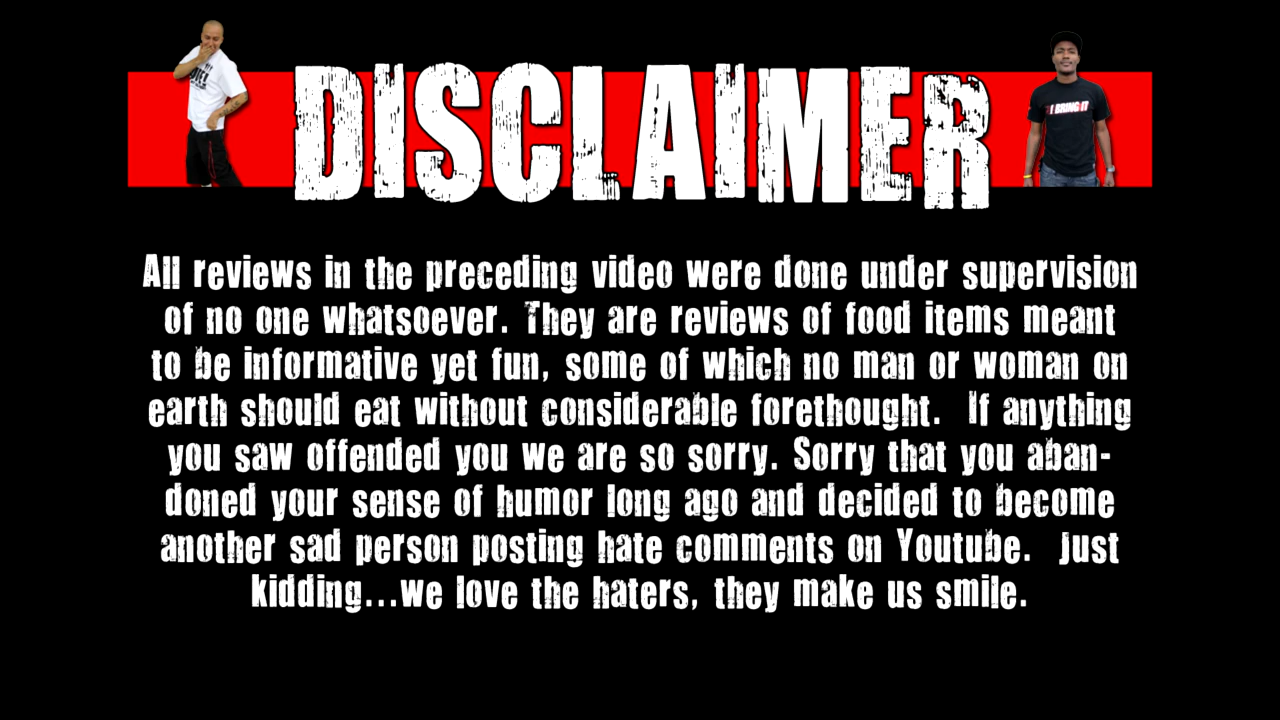 DISCLAIMER
I BRING IT
All reviews in the preceding video were done under supervision
of no one whatsoever. They are reviews of food items meant
to be informative yet fun, some of which no man or woman on
earth should eat without considerable forethought. If anything
you saw offended you we are so sorry. Sorry that you aban-
doned your sense of humor long ago and decided to become
another sad person posting hate comments on Youtube. Just
kidding...we love the haters, they make us smile.